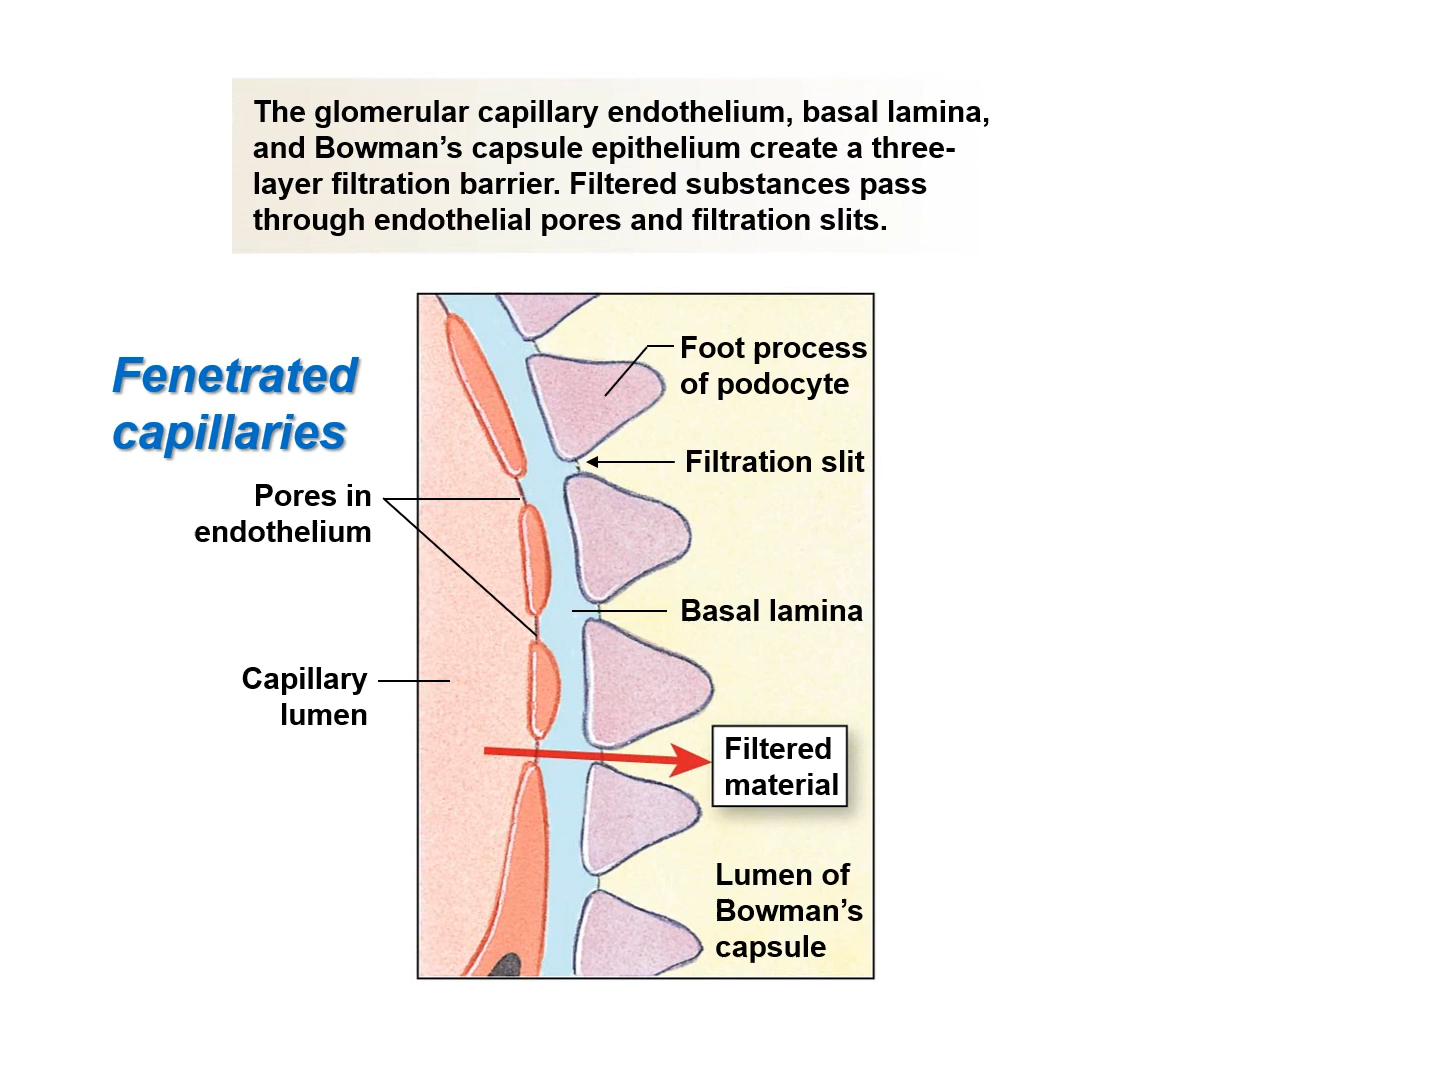 The glomerular capillary endothelium, basal lamina,
and Bowman’s capsule epithelium create a three-
layer filtration barrier. Filtered substances pass
through endothelial pores and filtration slits.
Fenetrated
capillaries
Foot process
of podocyte
Filtration slit
Pores in
endothelium
Basal lamina
Capillary
lumen
Filtered
material
Lumen of
Bowman’s
capsule